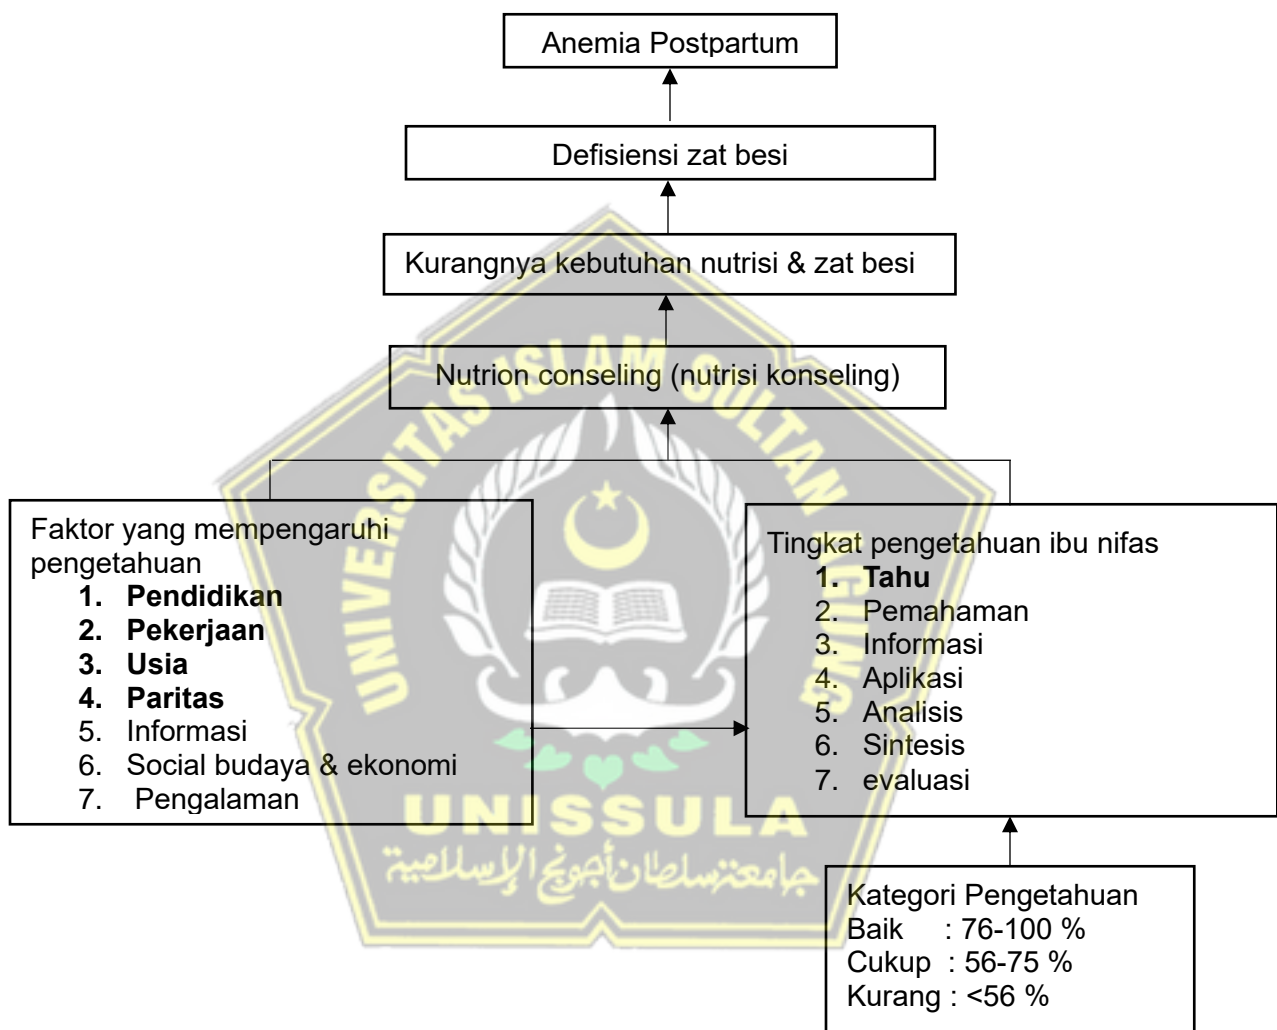 Anemia Postpartum
Defisiensi zat besi
Kurangnya kebutuhan nutrisi & zat besi
Nutrion conseling (nutrisi konseling)
Faktor yang mempengaruhi
pengetahuan
1. Pendidikan
2. Pekerjaan
3. Usia
4. Paritas
5. Informasi
6. Social budaya & ekonomi
7. Pengalaman
Tingkat pengetahuan ibu nifas
1. Tahu
2. Pemahaman
3. Informasi
4. Aplikasi
5. Analisis
6. Sintesis
7. evaluasi
Kategori Pengetahuan
Baik : 76-100 %
Cukup : 56-75 %
Kurang : <56 %
UNIVERSITAS ISLAM SULTAN AGUNG
UNISSULA
جامعة سلطان أجونج الإسلامية